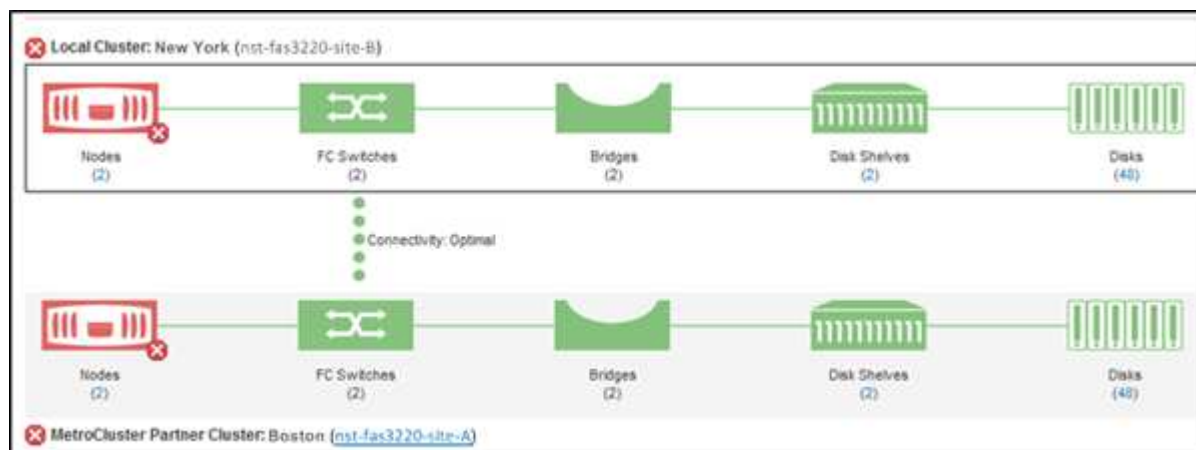 Local Cluster: New York (nst-fas3220-site-B)
Nodes FC Switches Bridges Disk Shelves Disks
(2) (2) (2) (2) (48)
Connectivity: Optimal
Nodes FC Switches Bridges Disk Shelves Disks
(2) (2) (2) (2) (48)
MetroCluster Partner Cluster: Boston (nst-fas3220-site-A)